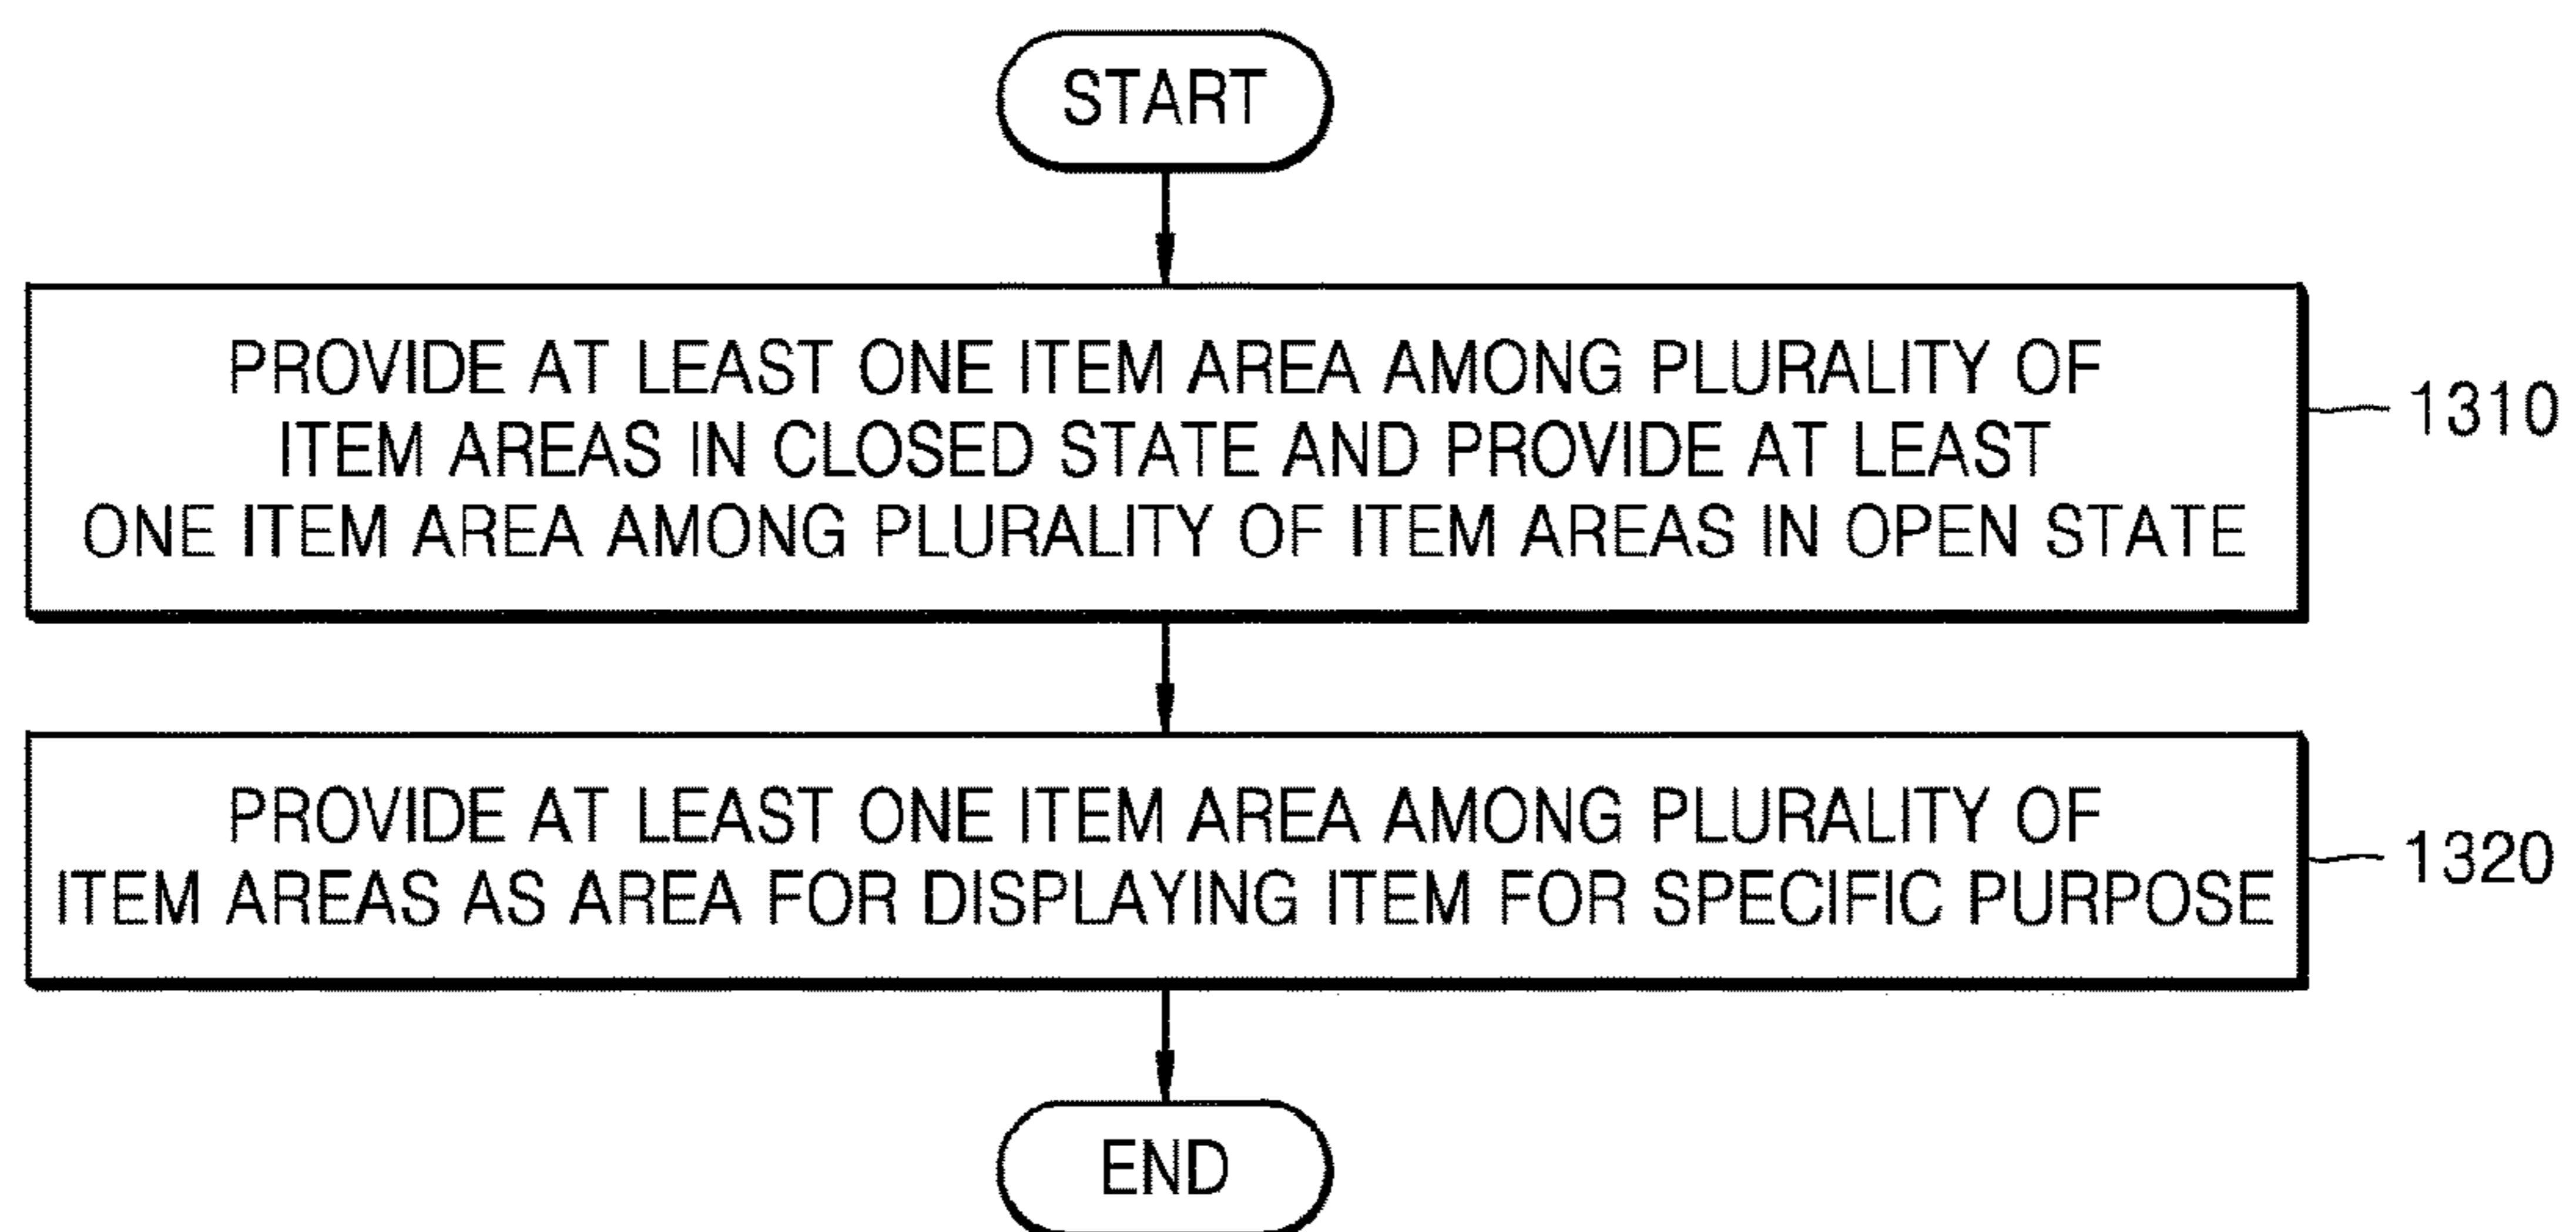 START
PROVIDE AT LEAST ONE ITEM AREA AMONG PLURALITY OF
ITEM AREAS IN CLOSED STATE AND PROVIDE AT LEAST
ONE ITEM AREA AMONG PLURALITY OF ITEM AREAS IN OPEN STATE
1310
PROVIDE AT LEAST ONE ITEM AREA AMONG PLURALITY OF
ITEM AREAS AS AREA FOR DISPLAYING ITEM FOR SPECIFIC PURPOSE
1320
END